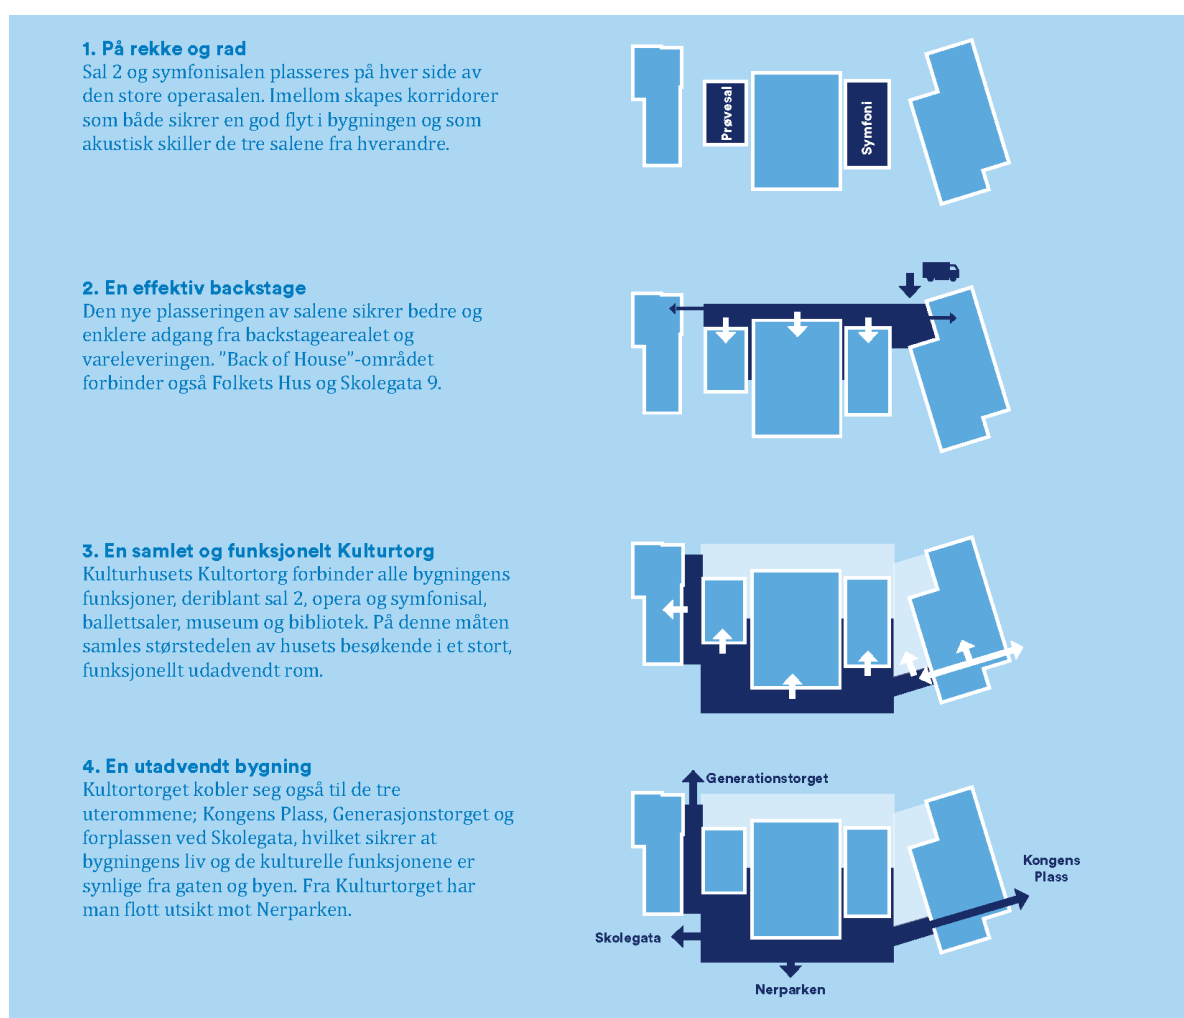 1. På rekke og rad
Sal 2 og symfonisalen plasseres på hver side av
den store operasalen. Imellom skapes korridorer
som både sikrer en god flyt i bygningen og som
akustisk skiller de tre salene fra hverandre.
Prøvesal
Symfoni
2. En effektiv backstage
Den nye plasseringen av salene sikrer bedre og
enklere adgang fra backstagearealet og
vareleveringen. ”Back of House”-området
forbinder også Folkets Hus og Skolegata 9.
3. En samlet og funksjonelt Kulturtorg
Kulturhusets Kultortorg forbinder alle bygningens
funksjoner, deriblant sal 2, opera og symfonisal,
ballettsaler, museum og bibliotek. På denne måten
samles størstedelen av husets besøkende i et stort,
funksjonellt udadvendt rom.
4. En utadvendt bygning
Kultortorget kobler seg også til de tre
uterommene; Kongens Plass, Generasjonstorget og
forplassen ved Skolegata, hvilket sikrer at
bygningens liv og de kulturelle funksjonene er
synlige fra gaten og byen. Fra Kulturtorget har
man flott utsikt mot Nerparken.
Generationstorget
Kongens
Plass
Skolegata
Nerparken